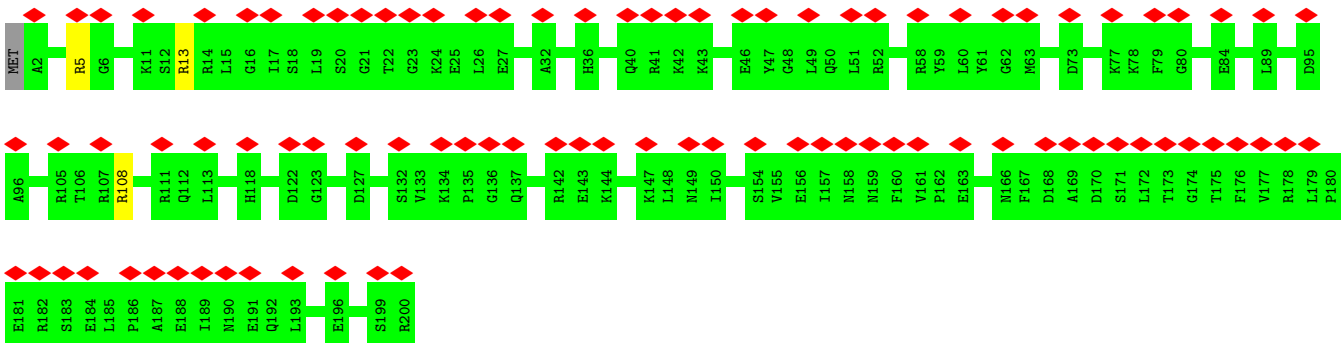 MET A2 R5 G6 K11 S12 R13 R14 L15 G16 I17 S18 L19 S20 G21 T22 G23 K24 E25 L26 E27 A32 H36 Q40 R41 K42 K43 E46 Y47 G48 L49 Q50 L51 R52 R58 Y59 L60 Y61 G62 M63 D73 K77 K78 F79 G80 E84 L89 D95
A96 R105 T106 R107 R108 R111 Q112 L113 H118 D122 G123 D127 S132 V133 K134 P135 G136 Q137 R142 E143 K144 K147 L148 N149 I150 S154 V155 E156 I157 N158 N159 F160 V161 P162 E163 N166 F167 D168 A169 D170 S171 L172 T173 G174 T175 F176 V177 R178 L179 P180
E181 R182 S183 E184 L185 P186 A187 E188 I189 N190 E191 Q192 L193 E196 S199 R200